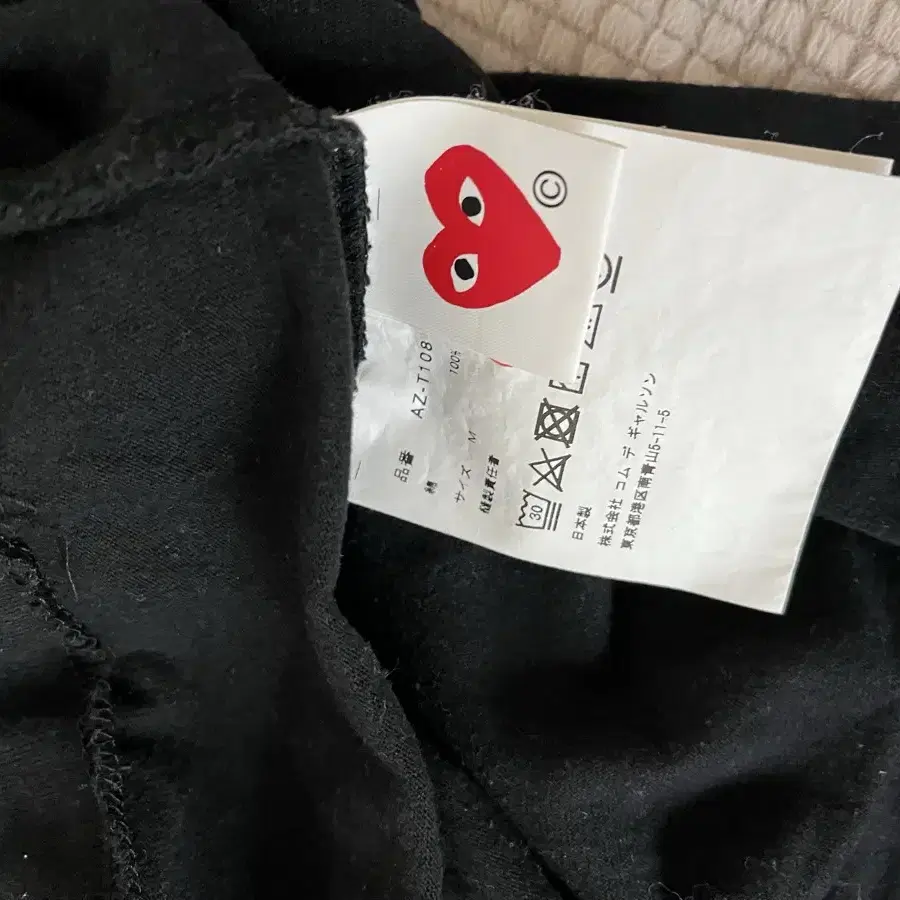 ©
品番 AZ-T108
綿 100%
サイズ M
縫製責任者
30
日本製
株式会社 コム デ ギャルソン
東京都港区南青山5-11-5